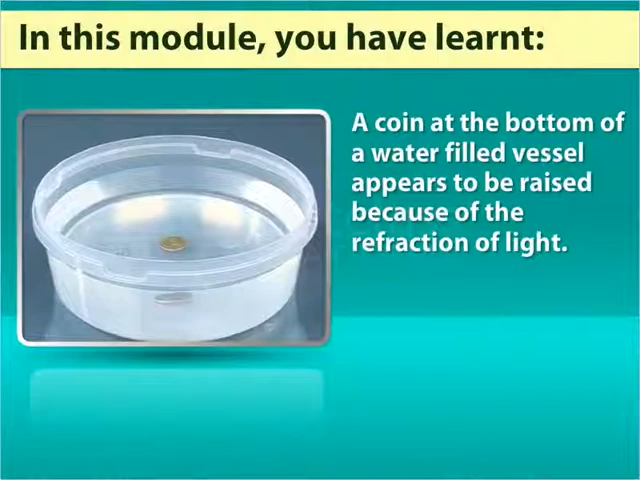 In this module, you have learnt:
A coin at the bottom of
a water filled vessel
appears to be raised
because of the
refraction of light.